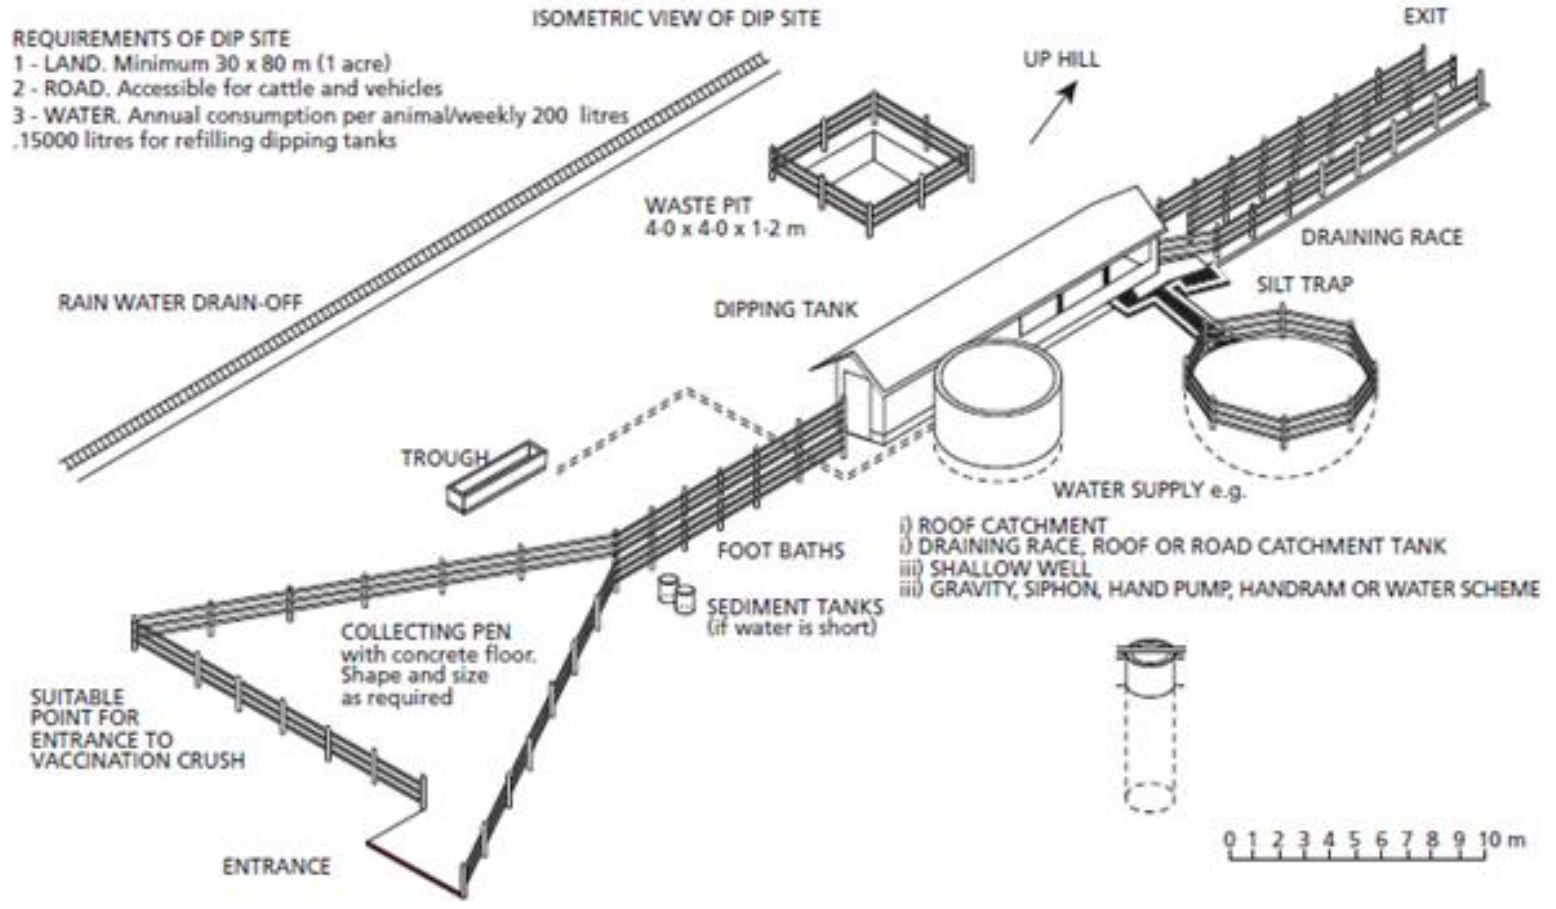 ISOMETRIC VIEW OF DIP SITE
EXIT
REQUIREMENTS OF DIP SITE
1 - LAND. Minimum 30 x 80 m (1 acre)
2 - ROAD. Accessible for cattle and vehicles
3 - WATER. Annual consumption per animal/weekly 200 litres
.15000 litres for refilling dipping tanks
UP HILL
WASTE PIT
4-0 x 4-0 x 1-2 m
DRAINING RACE
SILT TRAP
RAIN WATER DRAIN-OFF
DIPPING TANK
TROUGH
WATER SUPPLY e.g.
i) ROOF CATCHMENT
i) DRAINING RACE, ROOF OR ROAD CATCHMENT TANK
iii) SHALLOW WELL
iii) GRAVITY, SIPHON, HAND PUMP, HANDRAM OR WATER SCHEME
FOOT BATHS
SEDIMENT TANKS
(if water is short)
COLLECTING PEN
with concrete floor.
Shape and size
as required
SUITABLE
POINT FOR
ENTRANCE TO
VACCINATION CRUSH
ENTRANCE
0 1 2 3 4 5 6 7 8 9 10 m